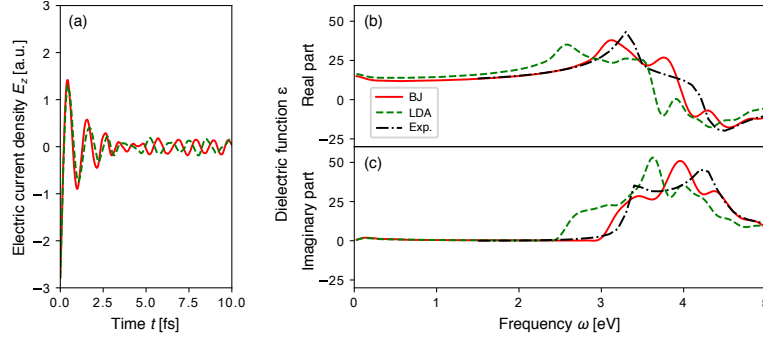 (a)
3
2
1
0
−1
−2
−3
0.0 2.5 5.0 7.5 10.0
Electric current density E_z [a.u.]
Time t [fs]
(b)
50
25
0
−25
Real part
BJ
LDA
Exp.
Dielectric function ε
(c)
50
25
0
−25
Imaginary part
0 1 2 3 4 5
Frequency ω [eV]